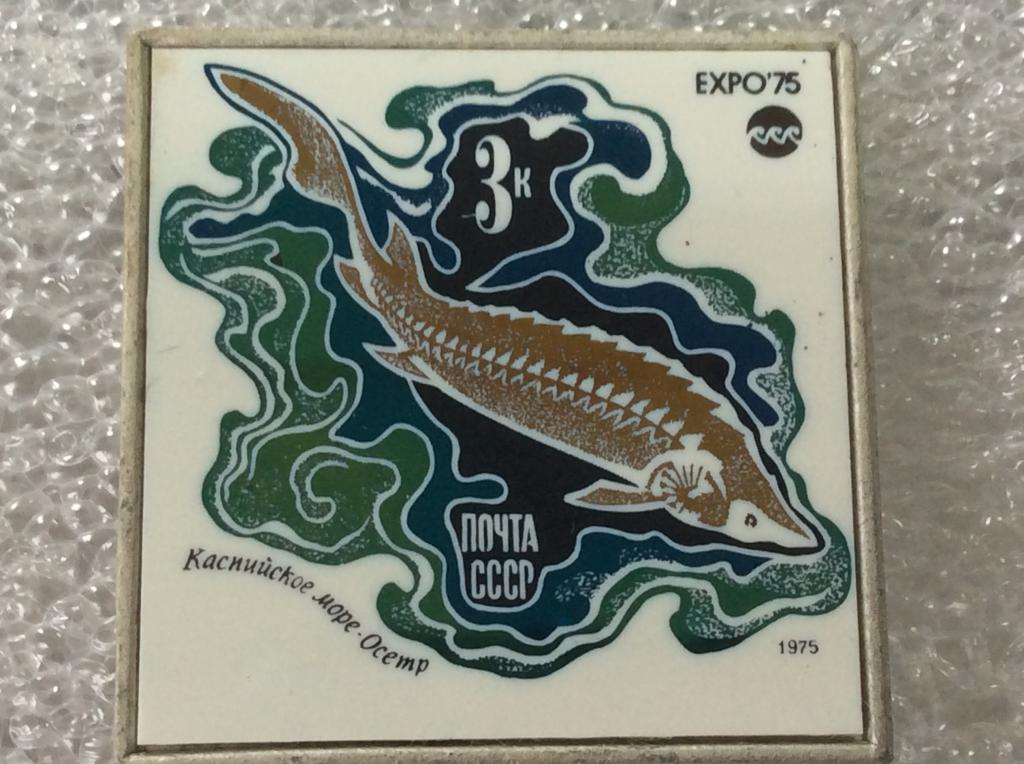 EXPO'75
3К
ПОЧТА
СССР
Каспийское море·Осетр
1975